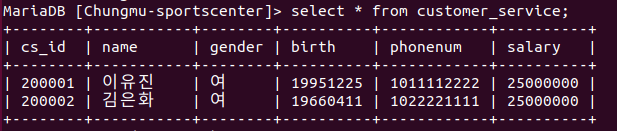 MariaDB [Chungmu-sportscenter]> select * from customer_service;
+--------+--------+--------+----------+------------+----------+
| cs_id | name | gender | birth | phonenum | salary |
+--------+--------+--------+----------+------------+----------+
| 200001 | 이유진 | 여 | 19951225 | 1011112222 | 25000000 |
| 200002 | 김은화 | 여 | 19660411 | 1022221111 | 25000000 |
+--------+--------+--------+----------+------------+----------+